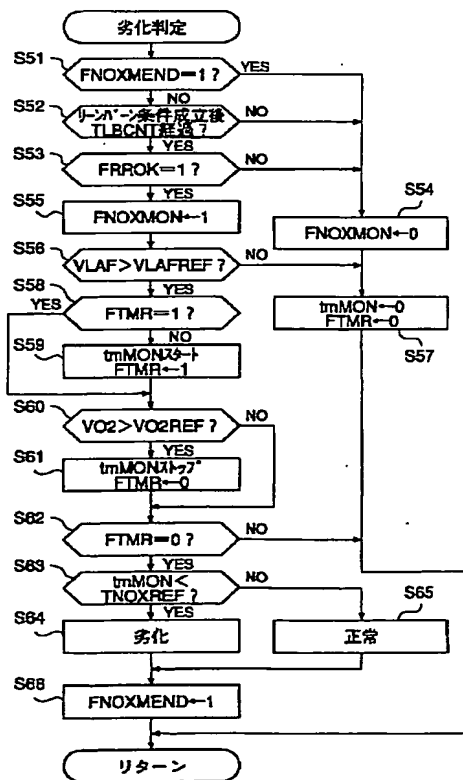 劣化判定
S51
FNOXMEND=1?
YES
NO
S52
リーンバーン条件成立後
TLBCNT経過?
NO
YES
S53
FRROK=1?
NO
YES
S55
FNOXMON←1
S54
FNOXMON←0
S56
VLAF>VLAFREF?
NO
YES
S58
YES
FTMR=1?
NO
tmMON←0
FTMR←0
S57
S59
tmMONスタート
FTMR←1
S60
VO2>VO2REF?
NO
YES
S61
tmMONストップ
FTMR←0
S62
FTMR=0?
NO
YES
S63
tmMON<
TNOXREF?
NO
YES
S64
劣化
S65
正常
S68
FNOXMEND←1
リターン